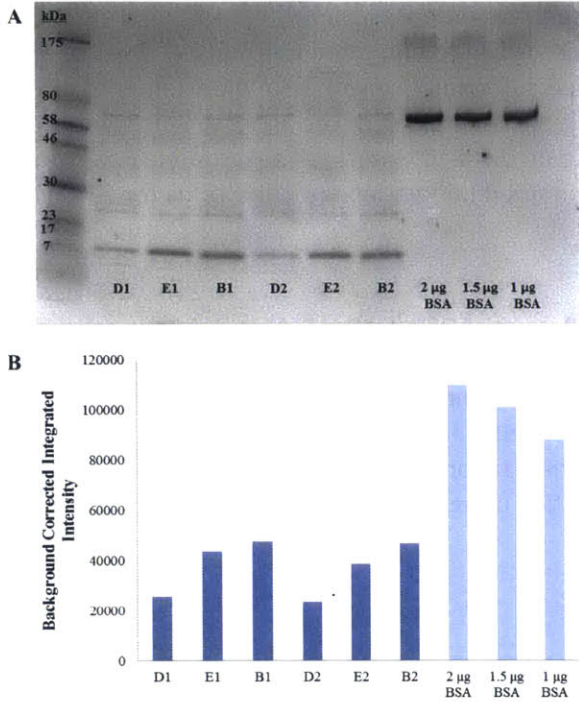 A
kDa
175
80
58
46
30
23
17
7
D1 E1 B1 D2 E2 B2 2 µg 1.5 µg 1 µg
BSA BSA BSA
B
Background Corrected Integrated
Intensity
120000
100000
80000
60000
40000
20000
0
D1 E1 B1 D2 E2 B2 2 µg 1.5 µg 1 µg
BSA BSA BSA